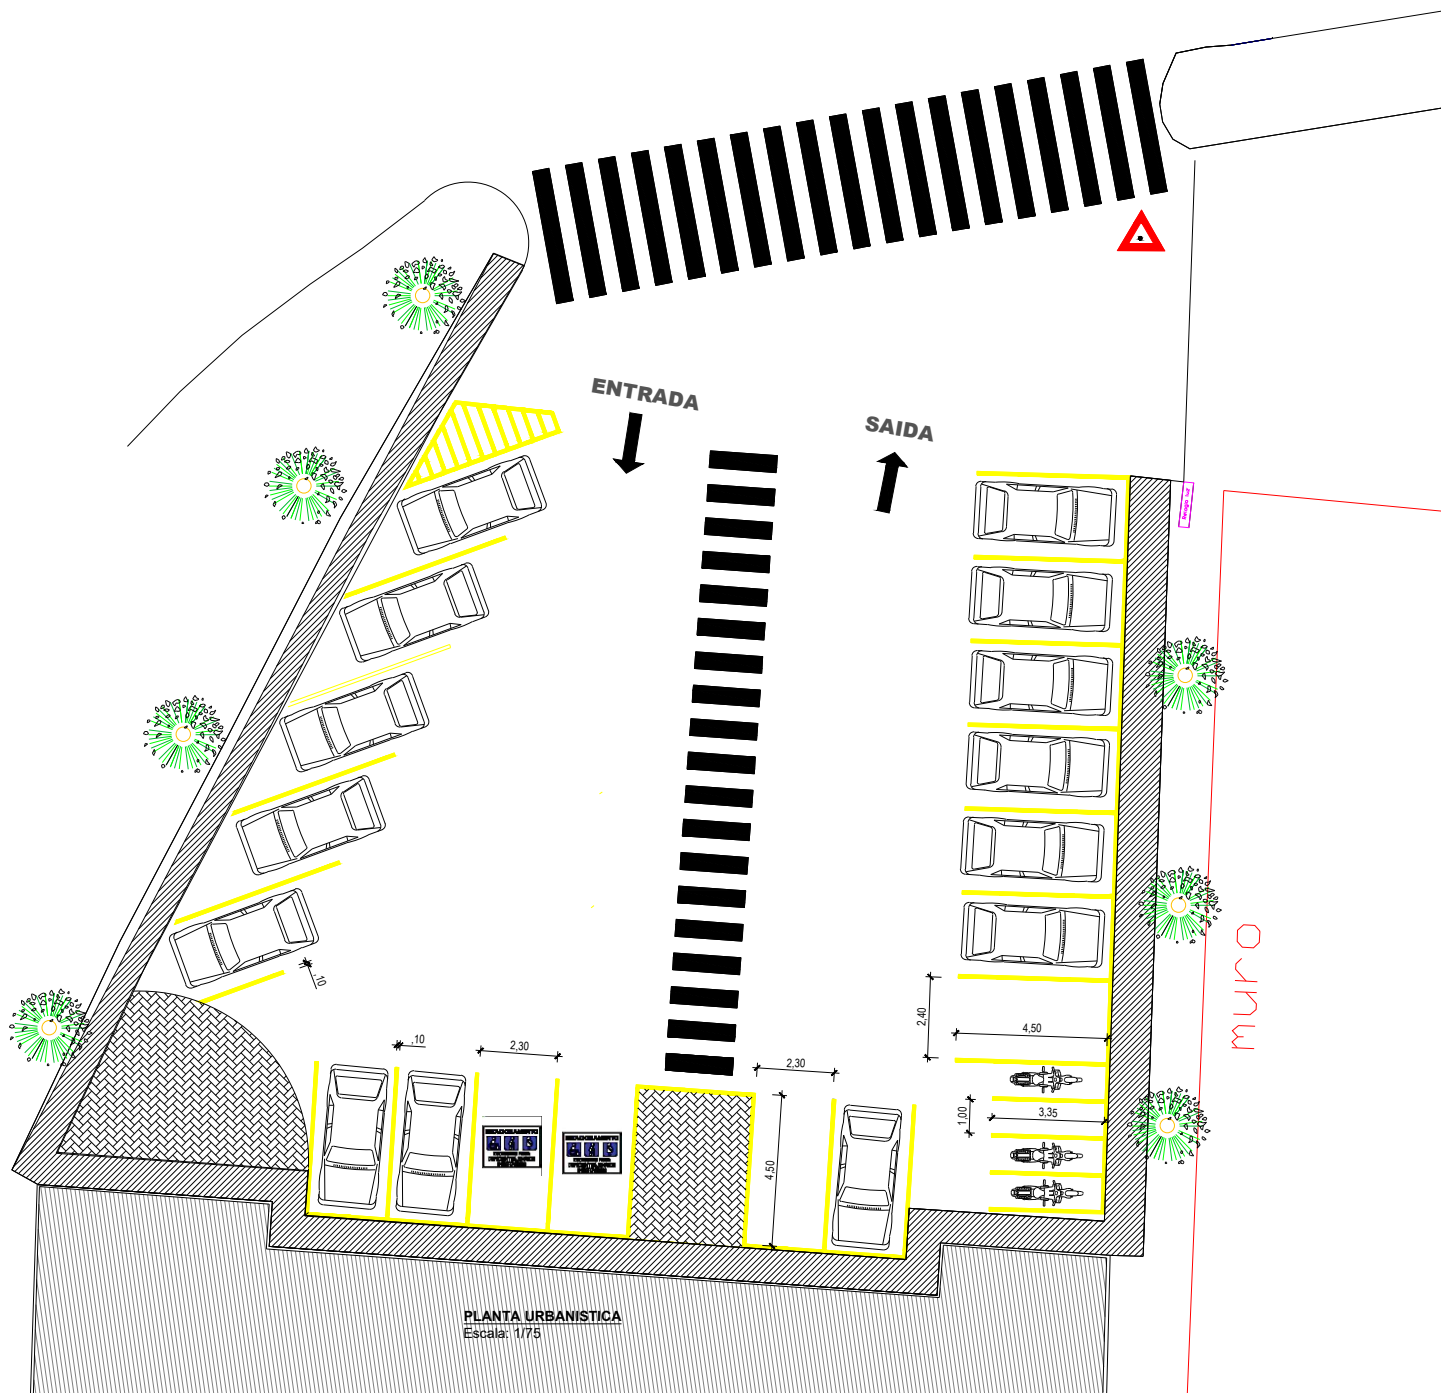 ENTRADA
SAIDA
muro
,10
,10
2,30
2,30
2,40
4,50
1,00
3,35
4,50
PLANTA URBANISTICA
Escala: 1/75